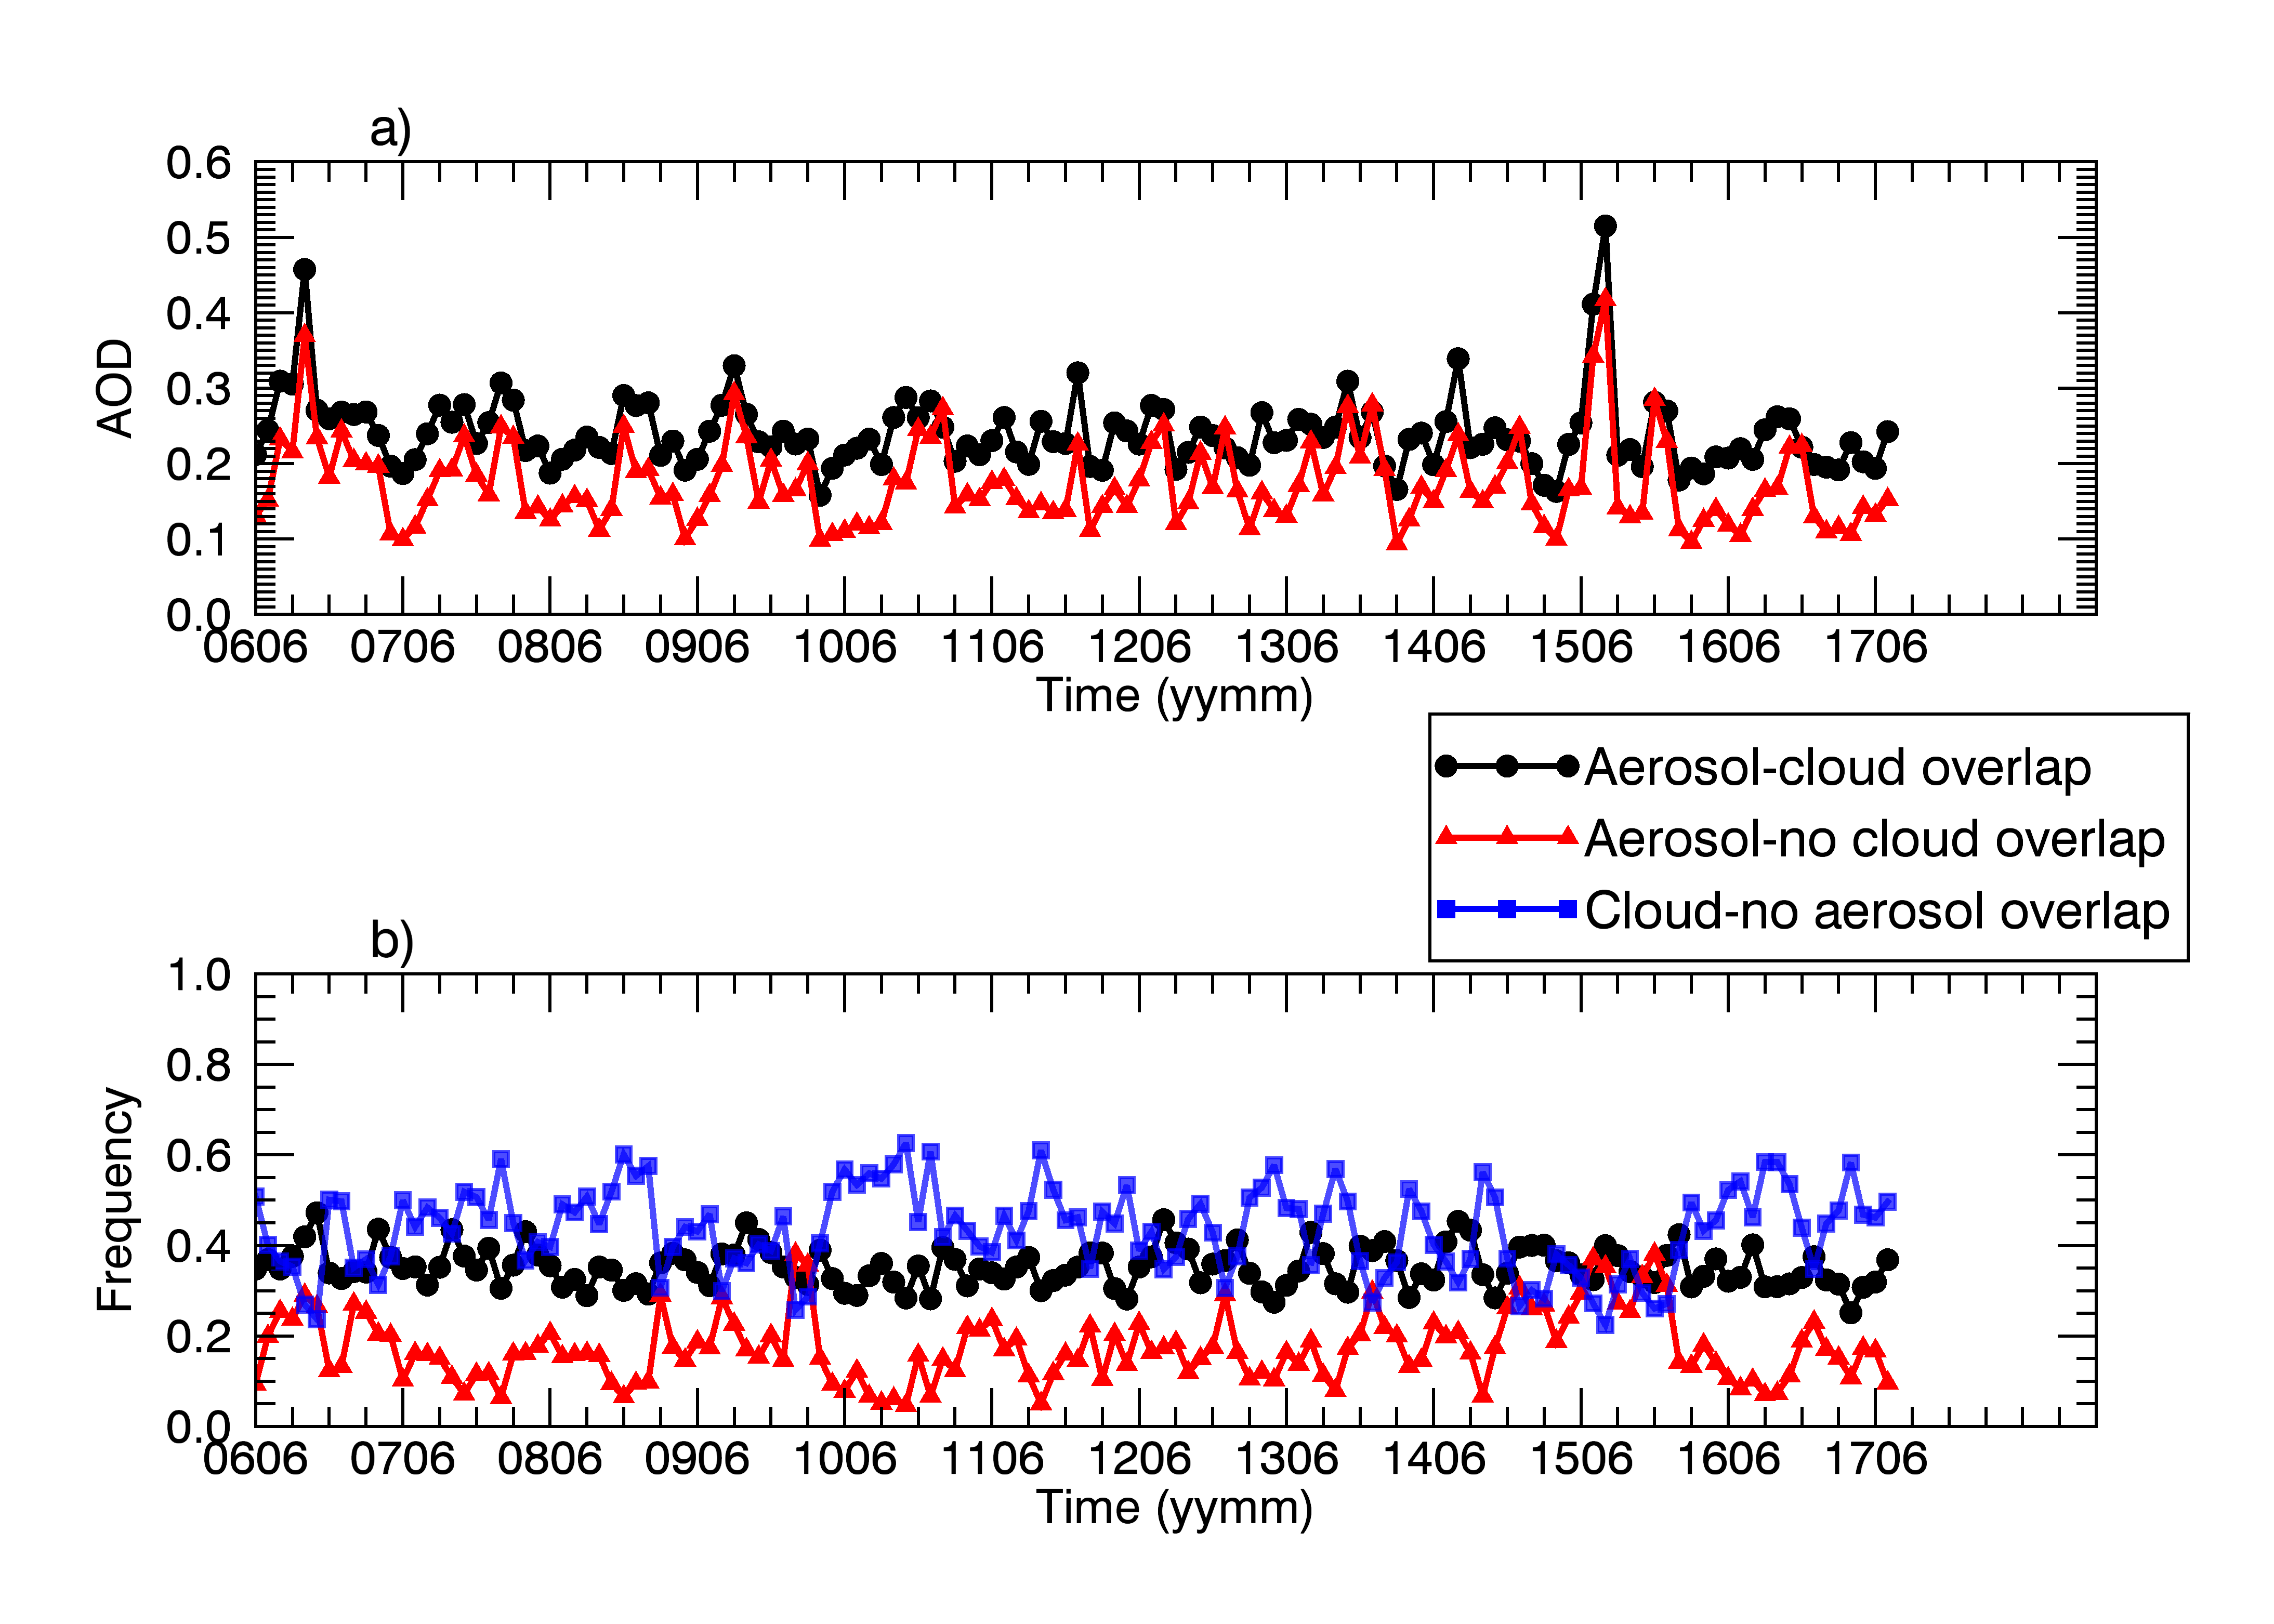 a)
0.6
0.5
0.4
0.3
0.2
0.1
0.0
AOD
0606 0706 0806 0906 1006 1106 1206 1306 1406 1506 1606 1706
Time (yymm)
Aerosol-cloud overlap
Aerosol-no cloud overlap
Cloud-no aerosol overlap
b)
1.0
0.8
0.6
0.4
0.2
0.0
Frequency
0606 0706 0806 0906 1006 1106 1206 1306 1406 1506 1606 1706
Time (yymm)